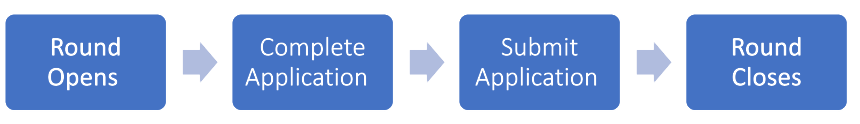 Round
Opens
Complete
Application
Submit
Application
Round
Closes